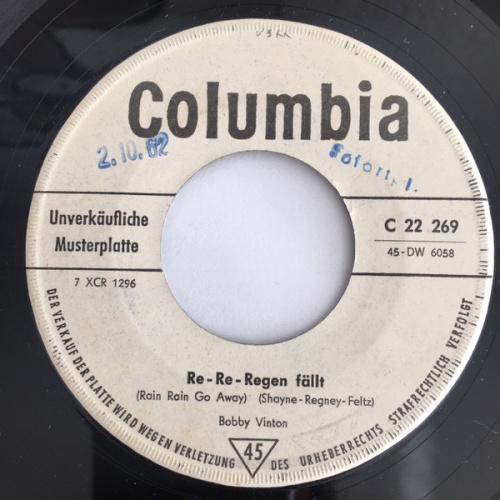 Columbia
2.10.62
Sofort!
Unverkäufliche
Musterplatte
C 22 269
45-DW 6058
7 XCR 1296
Re-Re-Regen fällt
(Rain Rain Go Away) (Shayne-Regney-Feltz)
Bobby Vinton
45
DER VERKAUF DER PLATTE WIRD WEGEN VERLETZUNG DES URHEBERRECHTS STRAFRECHTLICH VERFOLGT